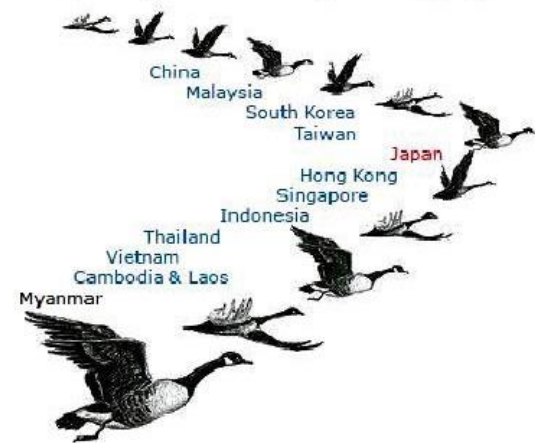 China
Malaysia
South Korea
Taiwan
Japan
Hong Kong
Singapore
Indonesia
Thailand
Vietnam
Cambodia & Laos
Myanmar